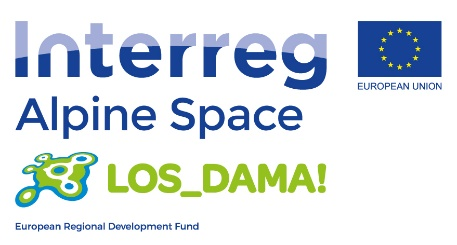 Interreg
EUROPEAN UNION
Alpine Space
LOS_DAMA!
European Regional Development Fund